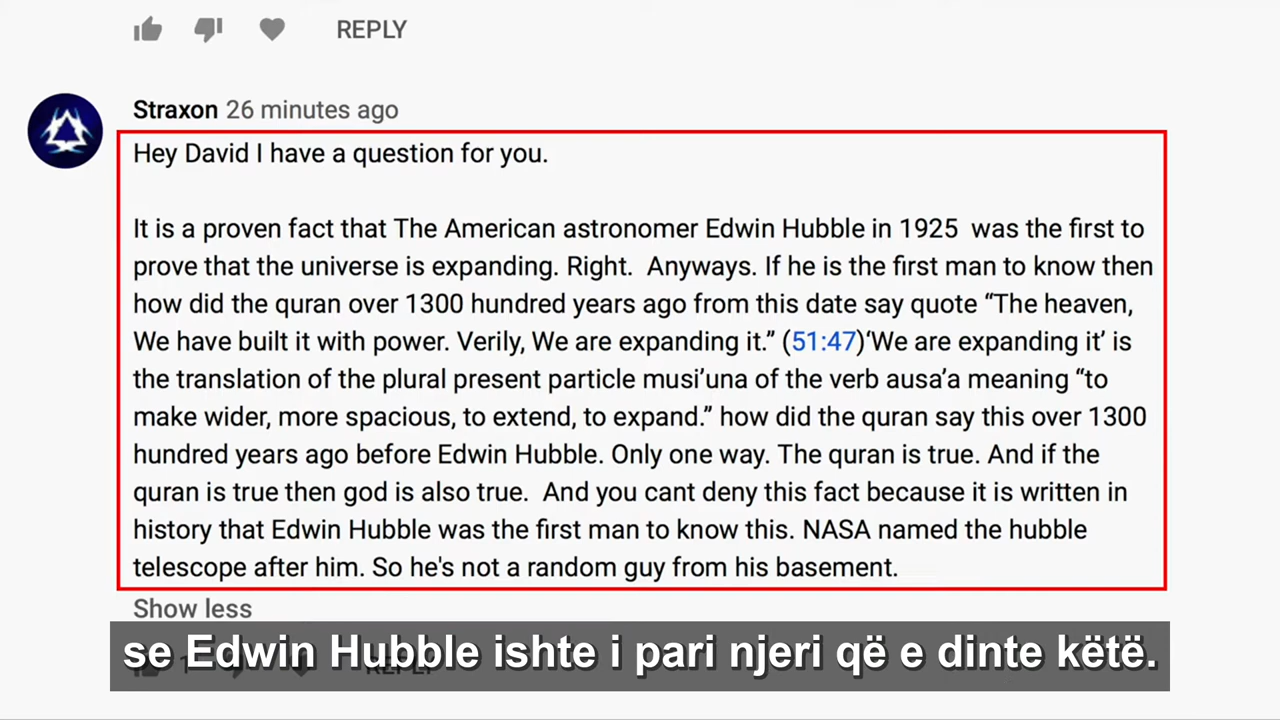 REPLY
Straxon 26 minutes ago
Hey David I have a question for you.
It is a proven fact that The American astronomer Edwin Hubble in 1925 was the first to
prove that the universe is expanding. Right. Anyways. If he is the first man to know then
how did the quran over 1300 hundred years ago from this date say quote “The heaven,
We have built it with power. Verily, We are expanding it.” (51:47)‘We are expanding it’ is
the translation of the plural present particle musi’una of the verb ausa’a meaning “to
make wider, more spacious, to extend, to expand.” how did the quran say this over 1300
hundred years ago before Edwin Hubble. Only one way. The quran is true. And if the
quran is true then god is also true. And you cant deny this fact because it is written in
history that Edwin Hubble was the first man to know this. NASA named the hubble
telescope after him. So he's not a random guy from his basement.
Show less
se Edwin Hubble ishte i pari njeri që e dinte këtë.
REPLY